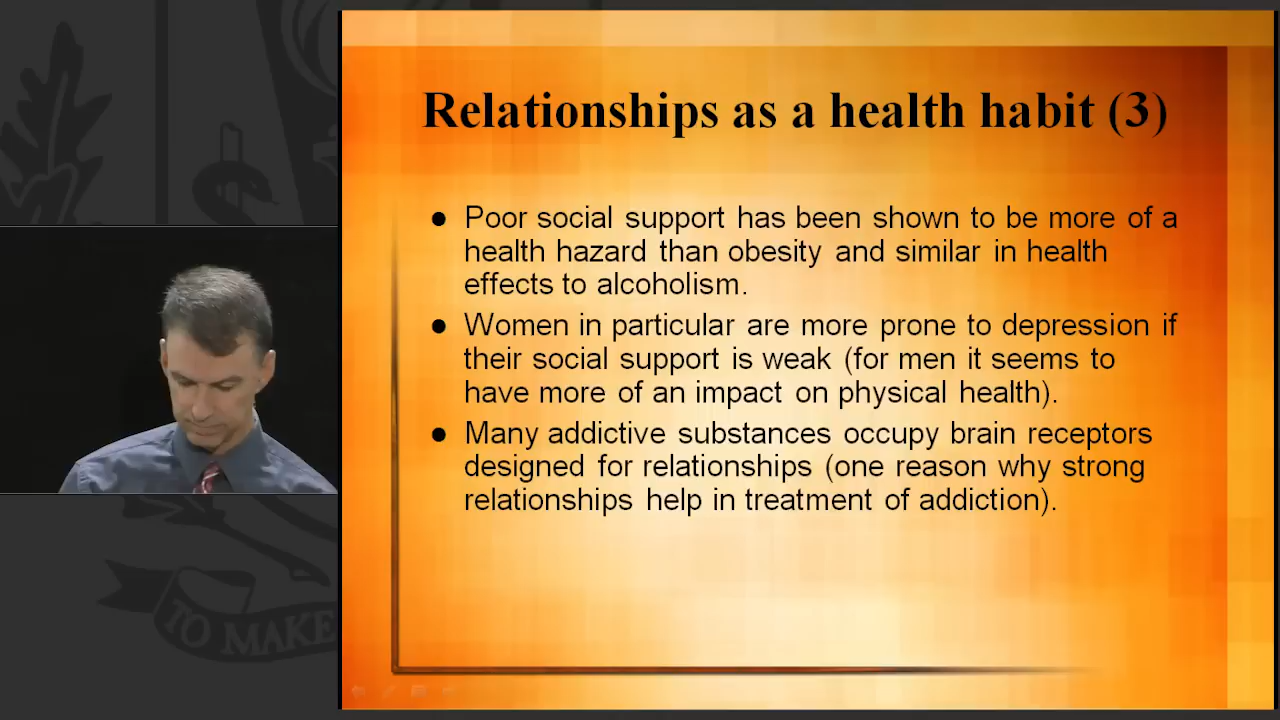 Relationships as a health habit (3)
● Poor social support has been shown to be more of a
health hazard than obesity and similar in health
effects to alcoholism.
● Women in particular are more prone to depression if
their social support is weak (for men it seems to
have more of an impact on physical health).
● Many addictive substances occupy brain receptors
designed for relationships (one reason why strong
relationships help in treatment of addiction).
TO MAKE